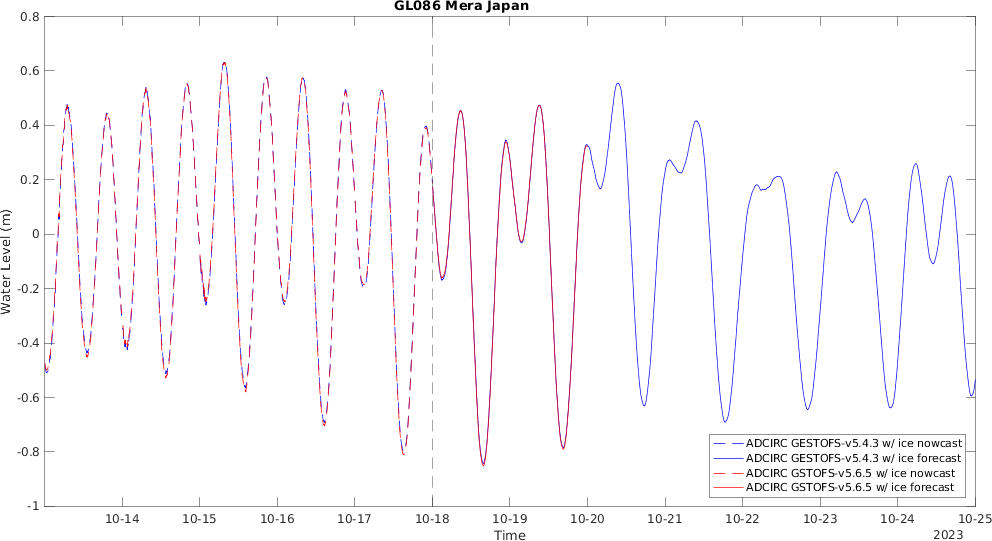 GL086 Mera Japan
0.8
0.6
0.4
0.2
0
-0.2
-0.4
-0.6
-0.8
-1
Water Level (m)
ADCIRC GESTOFS-v5.4.3 w/ ice nowcast
ADCIRC GESTOFS-v5.4.3 w/ ice forecast
ADCIRC GSTOFS-v5.6.5 w/ ice nowcast
ADCIRC GSTOFS-v5.6.5 w/ ice forecast
10-14 10-15 10-16 10-17 10-18 10-19 10-20 10-21 10-22 10-23 10-24 10-25
Time
2023